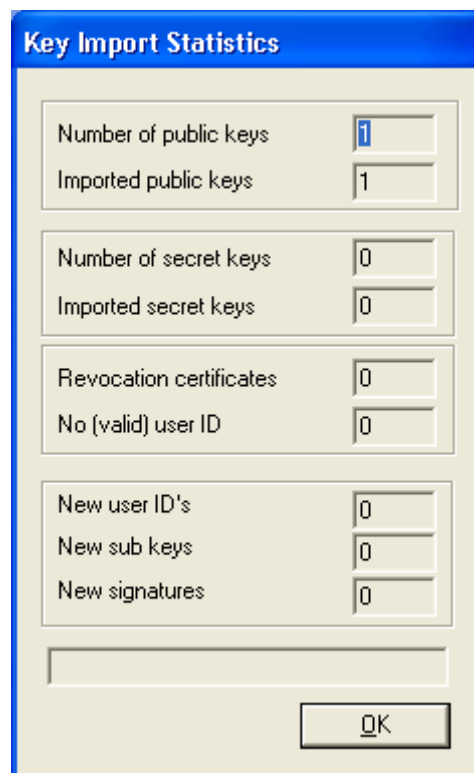 Key Import Statistics
Number of public keys 1
Imported public keys 1
Number of secret keys 0
Imported secret keys 0
Revocation certificates 0
No (valid) user ID 0
New user ID's 0
New sub keys 0
New signatures 0
OK